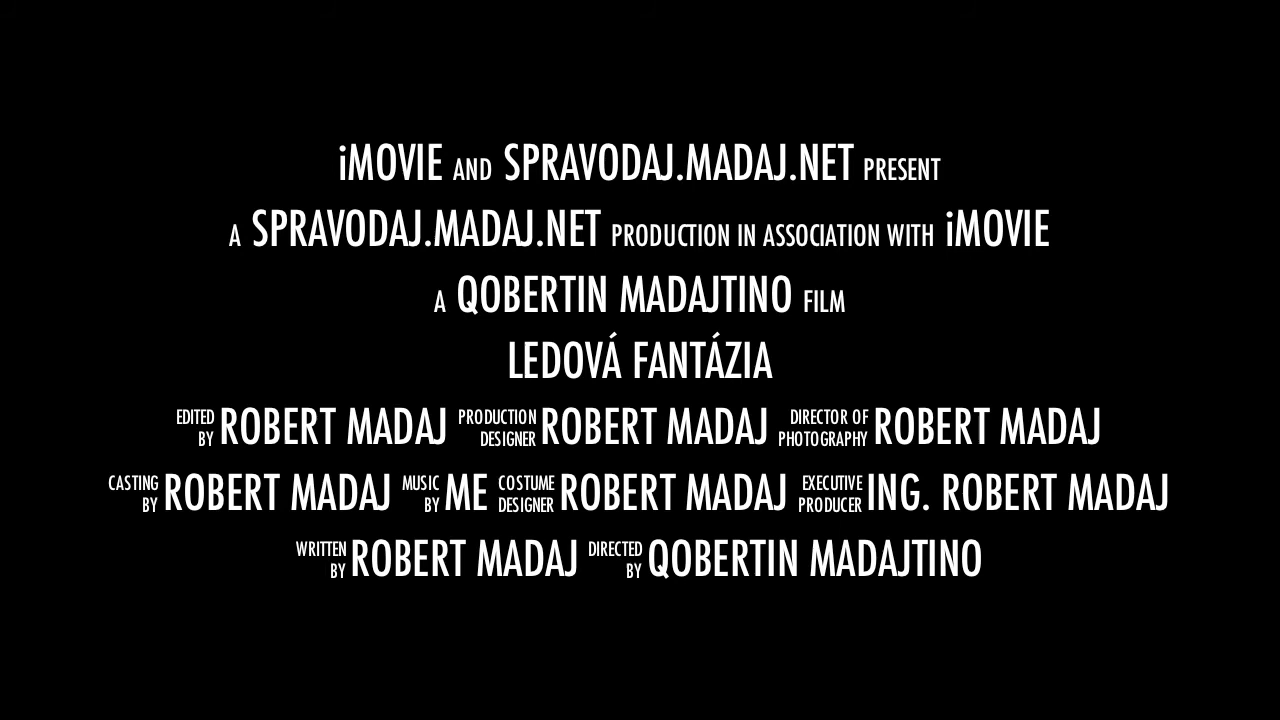 iMOVIE AND SPRAVODAJ.MADAJ.NET PRESENT
A SPRAVODAJ.MADAJ.NET PRODUCTION IN ASSOCIATION WITH iMOVIE
A QOBERTIN MADAJTINO FILM
LEDOVÁ FANTÁZIA
EDITED BY ROBERT MADAJ PRODUCTION DESIGNER ROBERT MADAJ DIRECTOR OF PHOTOGRAPHY ROBERT MADAJ
CASTING BY ROBERT MADAJ MUSIC BY ME COSTUME DESIGNER ROBERT MADAJ EXECUTIVE PRODUCER ING. ROBERT MADAJ
WRITTEN BY ROBERT MADAJ DIRECTED BY QOBERTIN MADAJTINO